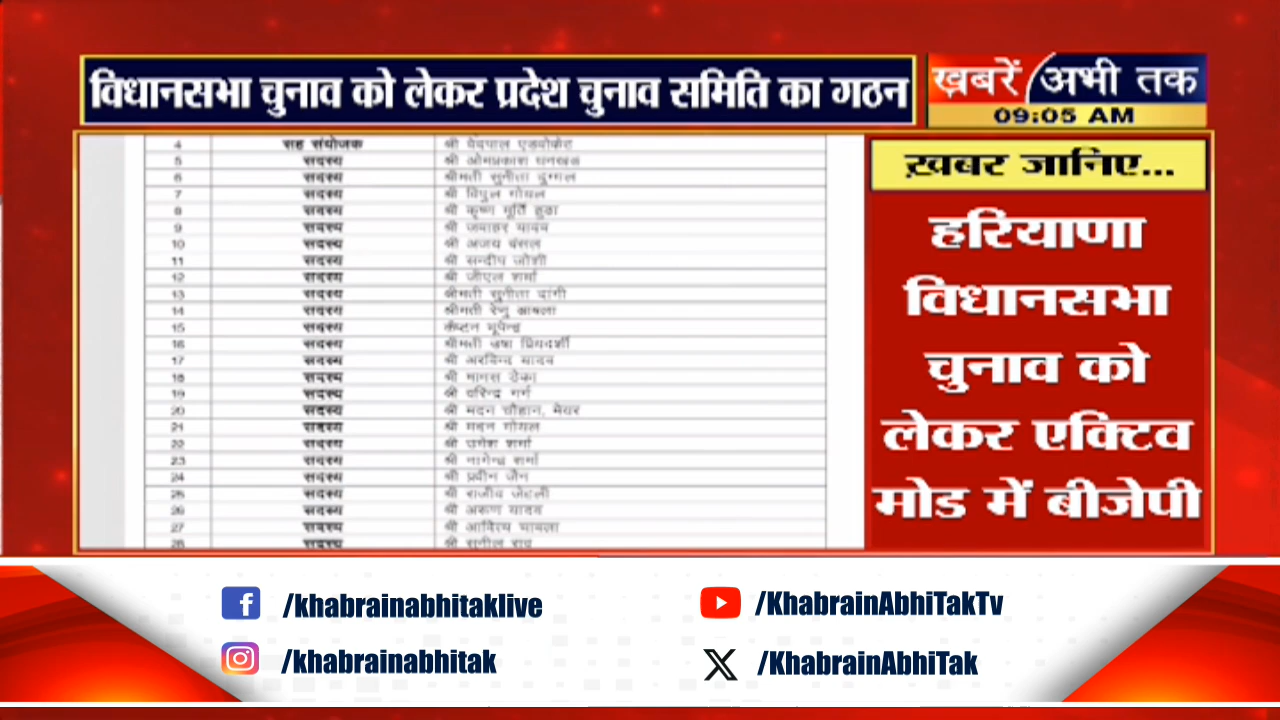 विधानसभा चुनाव को लेकर प्रदेश चुनाव समिति का गठन
ख़बरें अभी तक
09:05 AM
ख़बर जानिए...
हरियाणा
विधानसभा
चुनाव को
लेकर एक्टिव
मोड में बीजेपी
4 सह संयोजक श्री वेदपाल एडवोकेट
5 सदस्य श्री ओमप्रकाश धनखड़
6 सदस्य श्रीमती सुनीता दुग्गल
7 सदस्य श्री विपुल गोयल
8 सदस्य श्री कृष्ण मूर्ति हुडा
9 सदस्य श्री जवाहर यादव
10 सदस्य श्री अजय बंसल
11 सदस्य श्री सन्दीप जोशी
12 सदस्य श्री जीएल शर्मा
13 सदस्य श्रीमती सुनीता दांगी
14 सदस्य श्रीमती रेणु
15 सदस्य कैप्टन भूपेन्द्र
16 सदस्य श्रीमती उषा प्रियदर्शी
17 सदस्य श्री अरविन्द यादव
18 सदस्य श्री
19 सदस्य श्री वरिन्द्र गर्ग
20 सदस्य श्री मदन चौहान, मेयर
21 सदस्य श्री मदन गोयल
22 सदस्य श्री उमेश शर्मा
23 सदस्य श्री नागेन्द्र शर्मा
24 सदस्य श्री प्रवीन जैन
25 सदस्य श्री राजीव जेटली
26 सदस्य श्री अरूण यादव
27 सदस्य श्री आदित्य चावला
28 सदस्य श्री सुनील राव
/khabrainabhitaklive
/KhabrainAbhiTakTv
/khabrainabhitak
/KhabrainAbhiTak